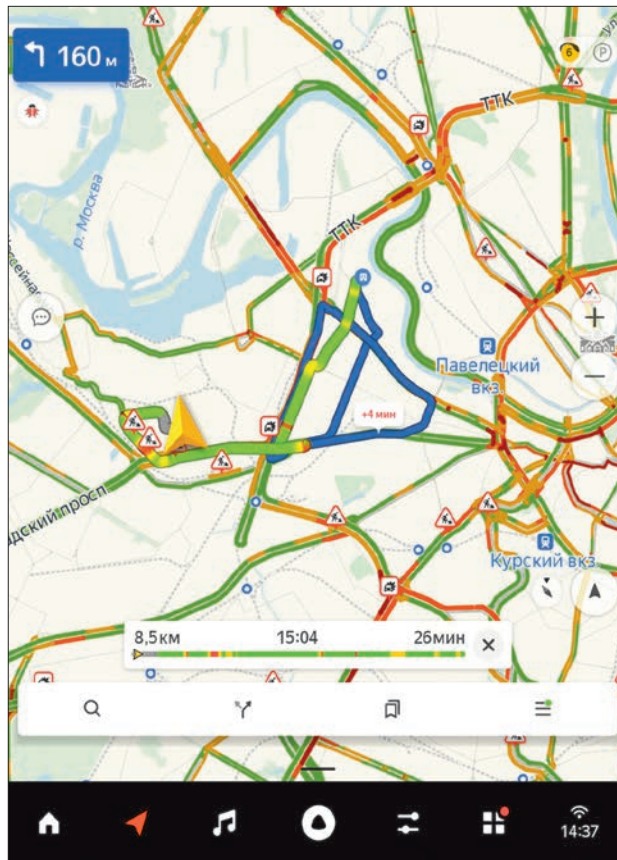 160 м
6
P
ТТК
р. Москва
ТТК
Павелецкий
вкз
+4 мин
дский просп
Курский вкз
8,5км 15:04 26мин
14:37